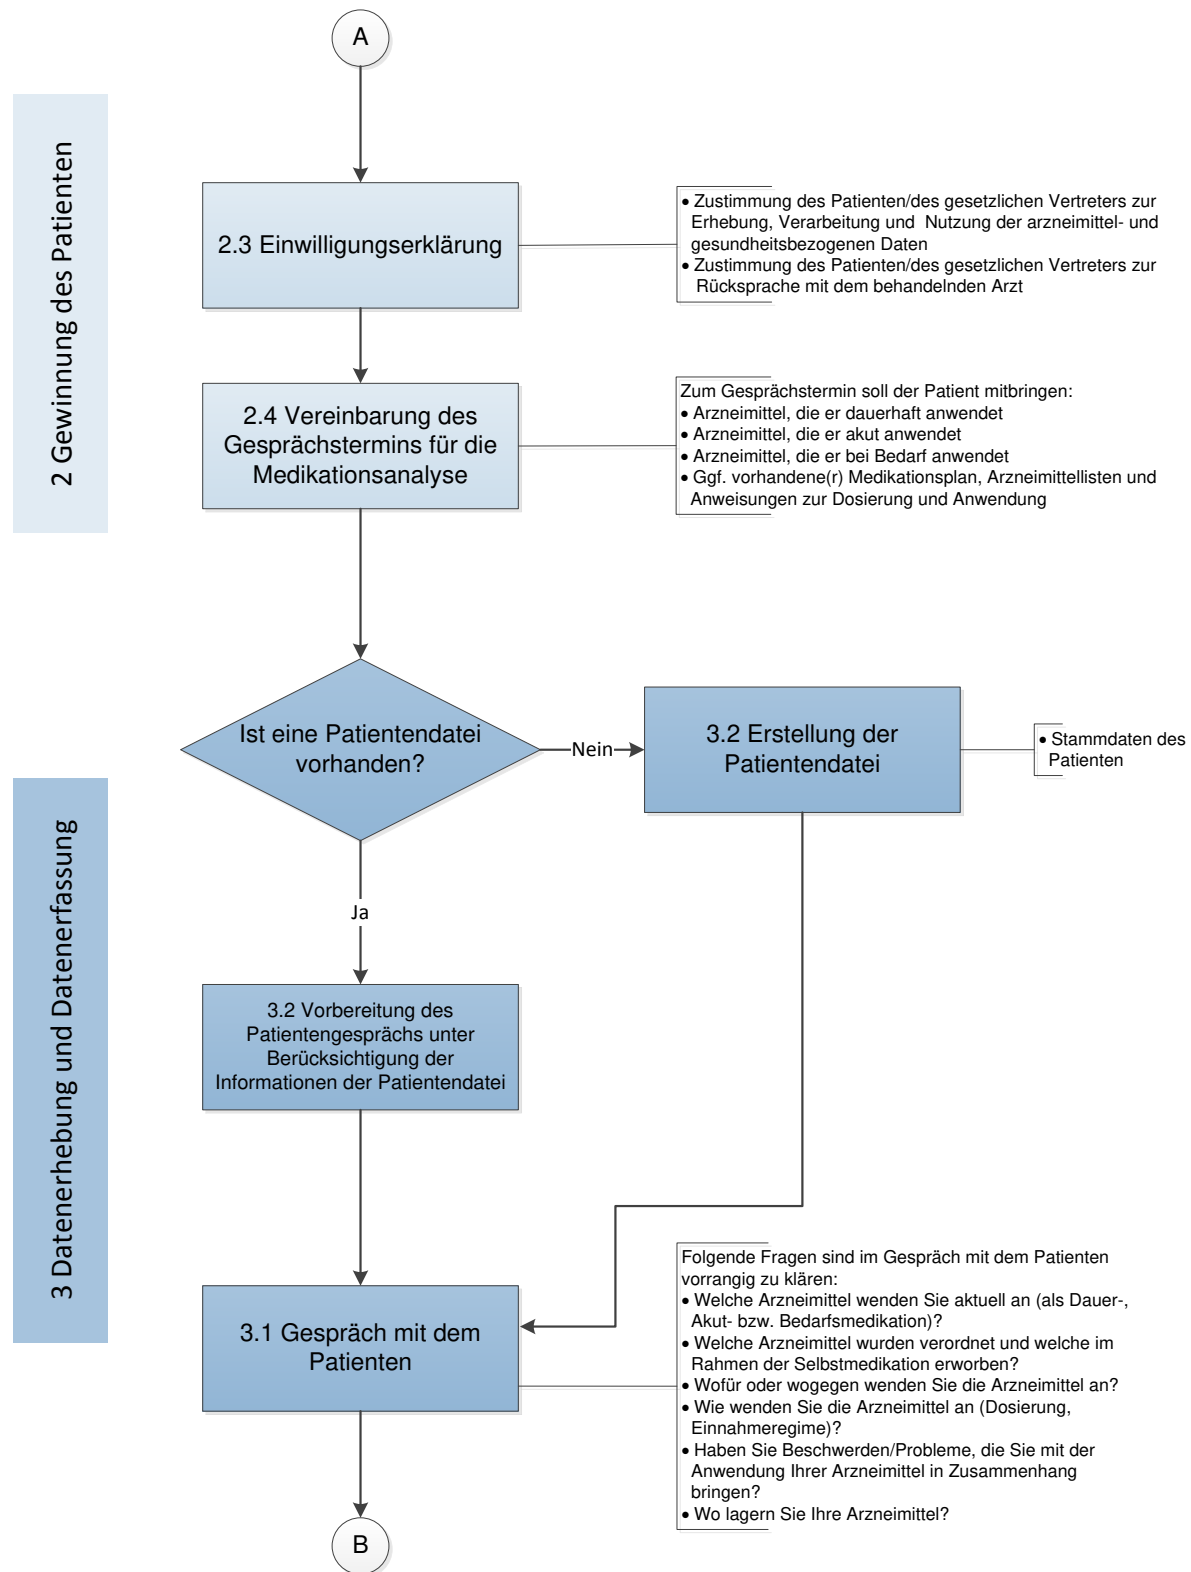 A
2 Gewinnung des Patienten
2.3 Einwilligungserklärung
• Zustimmung des Patienten/des gesetzlichen Vertreters zur
Erhebung, Verarbeitung und Nutzung der arzneimittel- und
gesundheitsbezogenen Daten
• Zustimmung des Patienten/des gesetzlichen Vertreters zur
Rücksprache mit dem behandelnden Arzt
2.4 Vereinbarung des
Gesprächstermins für die
Medikationsanalyse
Zum Gesprächstermin soll der Patient mitbringen:
• Arzneimittel, die er dauerhaft anwendet
• Arzneimittel, die er akut anwendet
• Arzneimittel, die er bei Bedarf anwendet
• Ggf. vorhandene(r) Medikationsplan, Arzneimittellisten und
Anweisungen zur Dosierung und Anwendung
3 Datenerhebung und Datenerfassung
Ist eine Patientendatei
vorhanden?
Nein
3.2 Erstellung der
Patientendatei
• Stammdaten des
Patienten
Ja
3.2 Vorbereitung des
Patientengesprächs unter
Berücksichtigung der
Informationen der Patientendatei
3.1 Gespräch mit dem
Patienten
Folgende Fragen sind im Gespräch mit dem Patienten
vorrangig zu klären:
• Welche Arzneimittel wenden Sie aktuell an (als Dauer-,
Akut- bzw. Bedarfsmedikation)?
• Welche Arzneimittel wurden verordnet und welche im
Rahmen der Selbstmedikation erworben?
• Wofür oder wogegen wenden Sie die Arzneimittel an?
• Wie wenden Sie die Arzneimittel an (Dosierung,
Einnahmeregime)?
• Haben Sie Beschwerden/Probleme, die Sie mit der
Anwendung Ihrer Arzneimittel in Zusammenhang
bringen?
• Wo lagern Sie Ihre Arzneimittel?
B